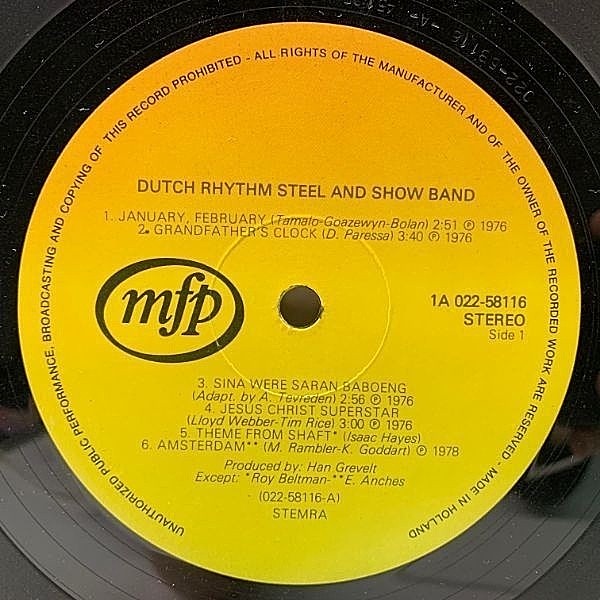 UNAUTHORIZED PUBLIC PERFORMANCE, BROADCASTING AND COPYING OF THIS RECORD PROHIBITED - ALL RIGHTS OF THE MANUFACTURER AND OF THE OWNER OF THE RECORDED WORK ARE RESERVED - MADE IN HOLLAND
DUTCH RHYTHM STEEL AND SHOW BAND
1. JANUARY, FEBRUARY (Tamalo-Goazewyn-Bolan) 2:51 ℗ 1976
2. GRANDFATHER'S CLOCK (D. Paressa) 3:40 ℗ 1976
mfp
1A 022-58116
STEREO
Side 1
3. SINA WERE SARAN BABOENG
(Adapt. by A. Tevreden) 2:56 ℗ 1976
4. JESUS CHRIST SUPERSTAR
(Lloyd Webber-Tim Rice) 3:00 ℗ 1976
5. THEME FROM SHAFT* (Isaac Hayes)
6. AMSTERDAM** (M. Rambler-K. Goddart) ℗ 1978
Produced by: Han Grevelt
Except: *Roy Beltman-**E. Anches
(022-58116-A)
STEMRA